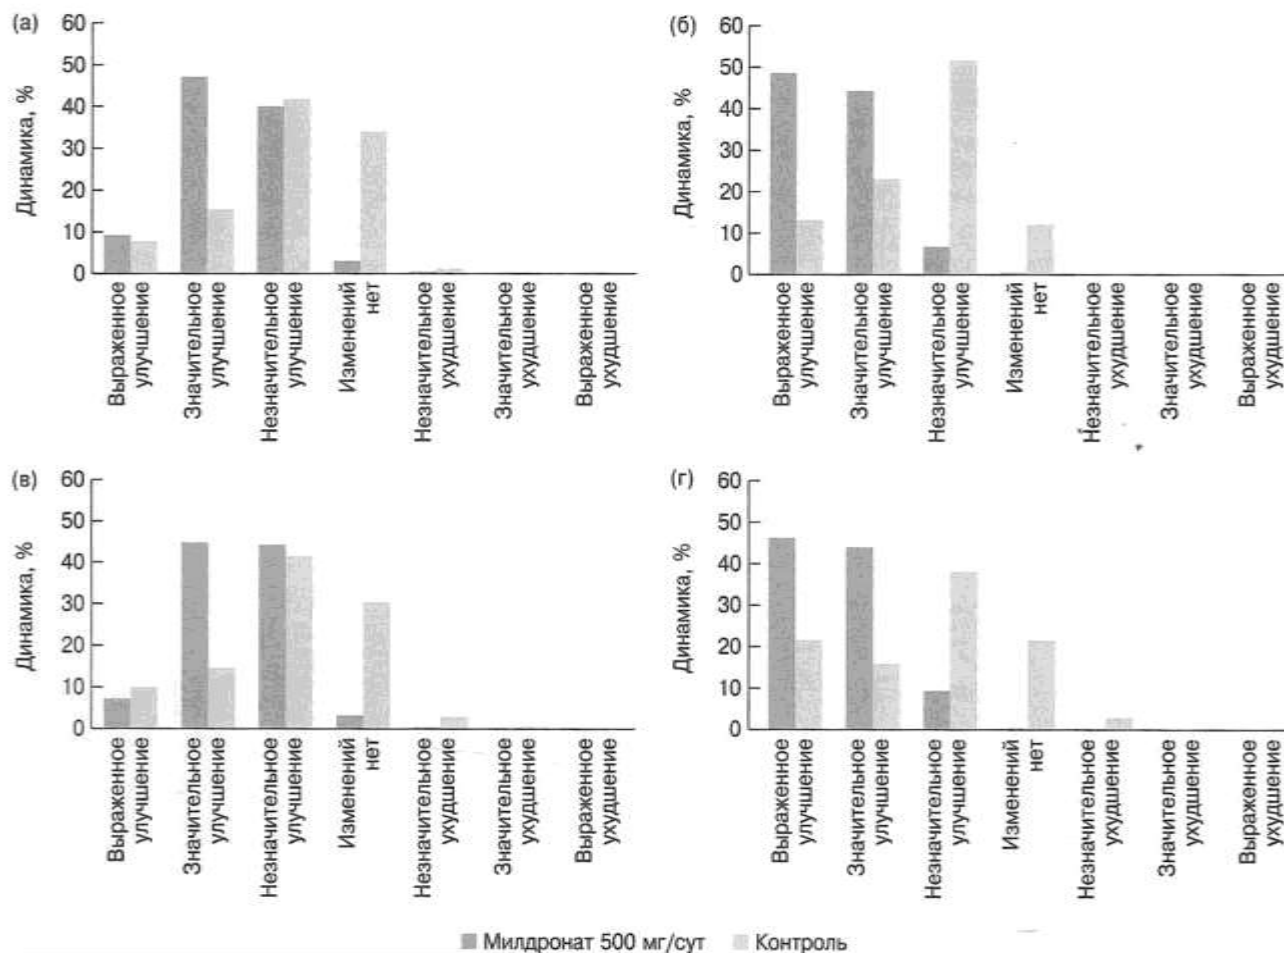 (а)
Динамика, %
60
50
40
30
20
10
0
Выраженное
улучшение
Значительное
улучшение
Незначительное
улучшение
Изменений
нет
Незначительное
ухудшение
Значительное
ухудшение
Выраженное
ухудшение
(б)
Динамика, %
60
50
40
30
20
10
0
Выраженное
улучшение
Значительное
улучшение
Незначительное
улучшение
Изменений
нет
Незначительное
ухудшение
Значительное
ухудшение
Выраженное
ухудшение
(в)
Динамика, %
60
50
40
30
20
10
0
Выраженное
улучшение
Значительное
улучшение
Незначительное
улучшение
Изменений
нет
Незначительное
ухудшение
Значительное
ухудшение
Выраженное
ухудшение
(г)
Динамика, %
60
50
40
30
20
10
0
Выраженное
улучшение
Значительное
улучшение
Незначительное
улучшение
Изменений
нет
Незначительное
ухудшение
Значительное
ухудшение
Выраженное
ухудшение
Милдронат 500 мг/сут
Контроль